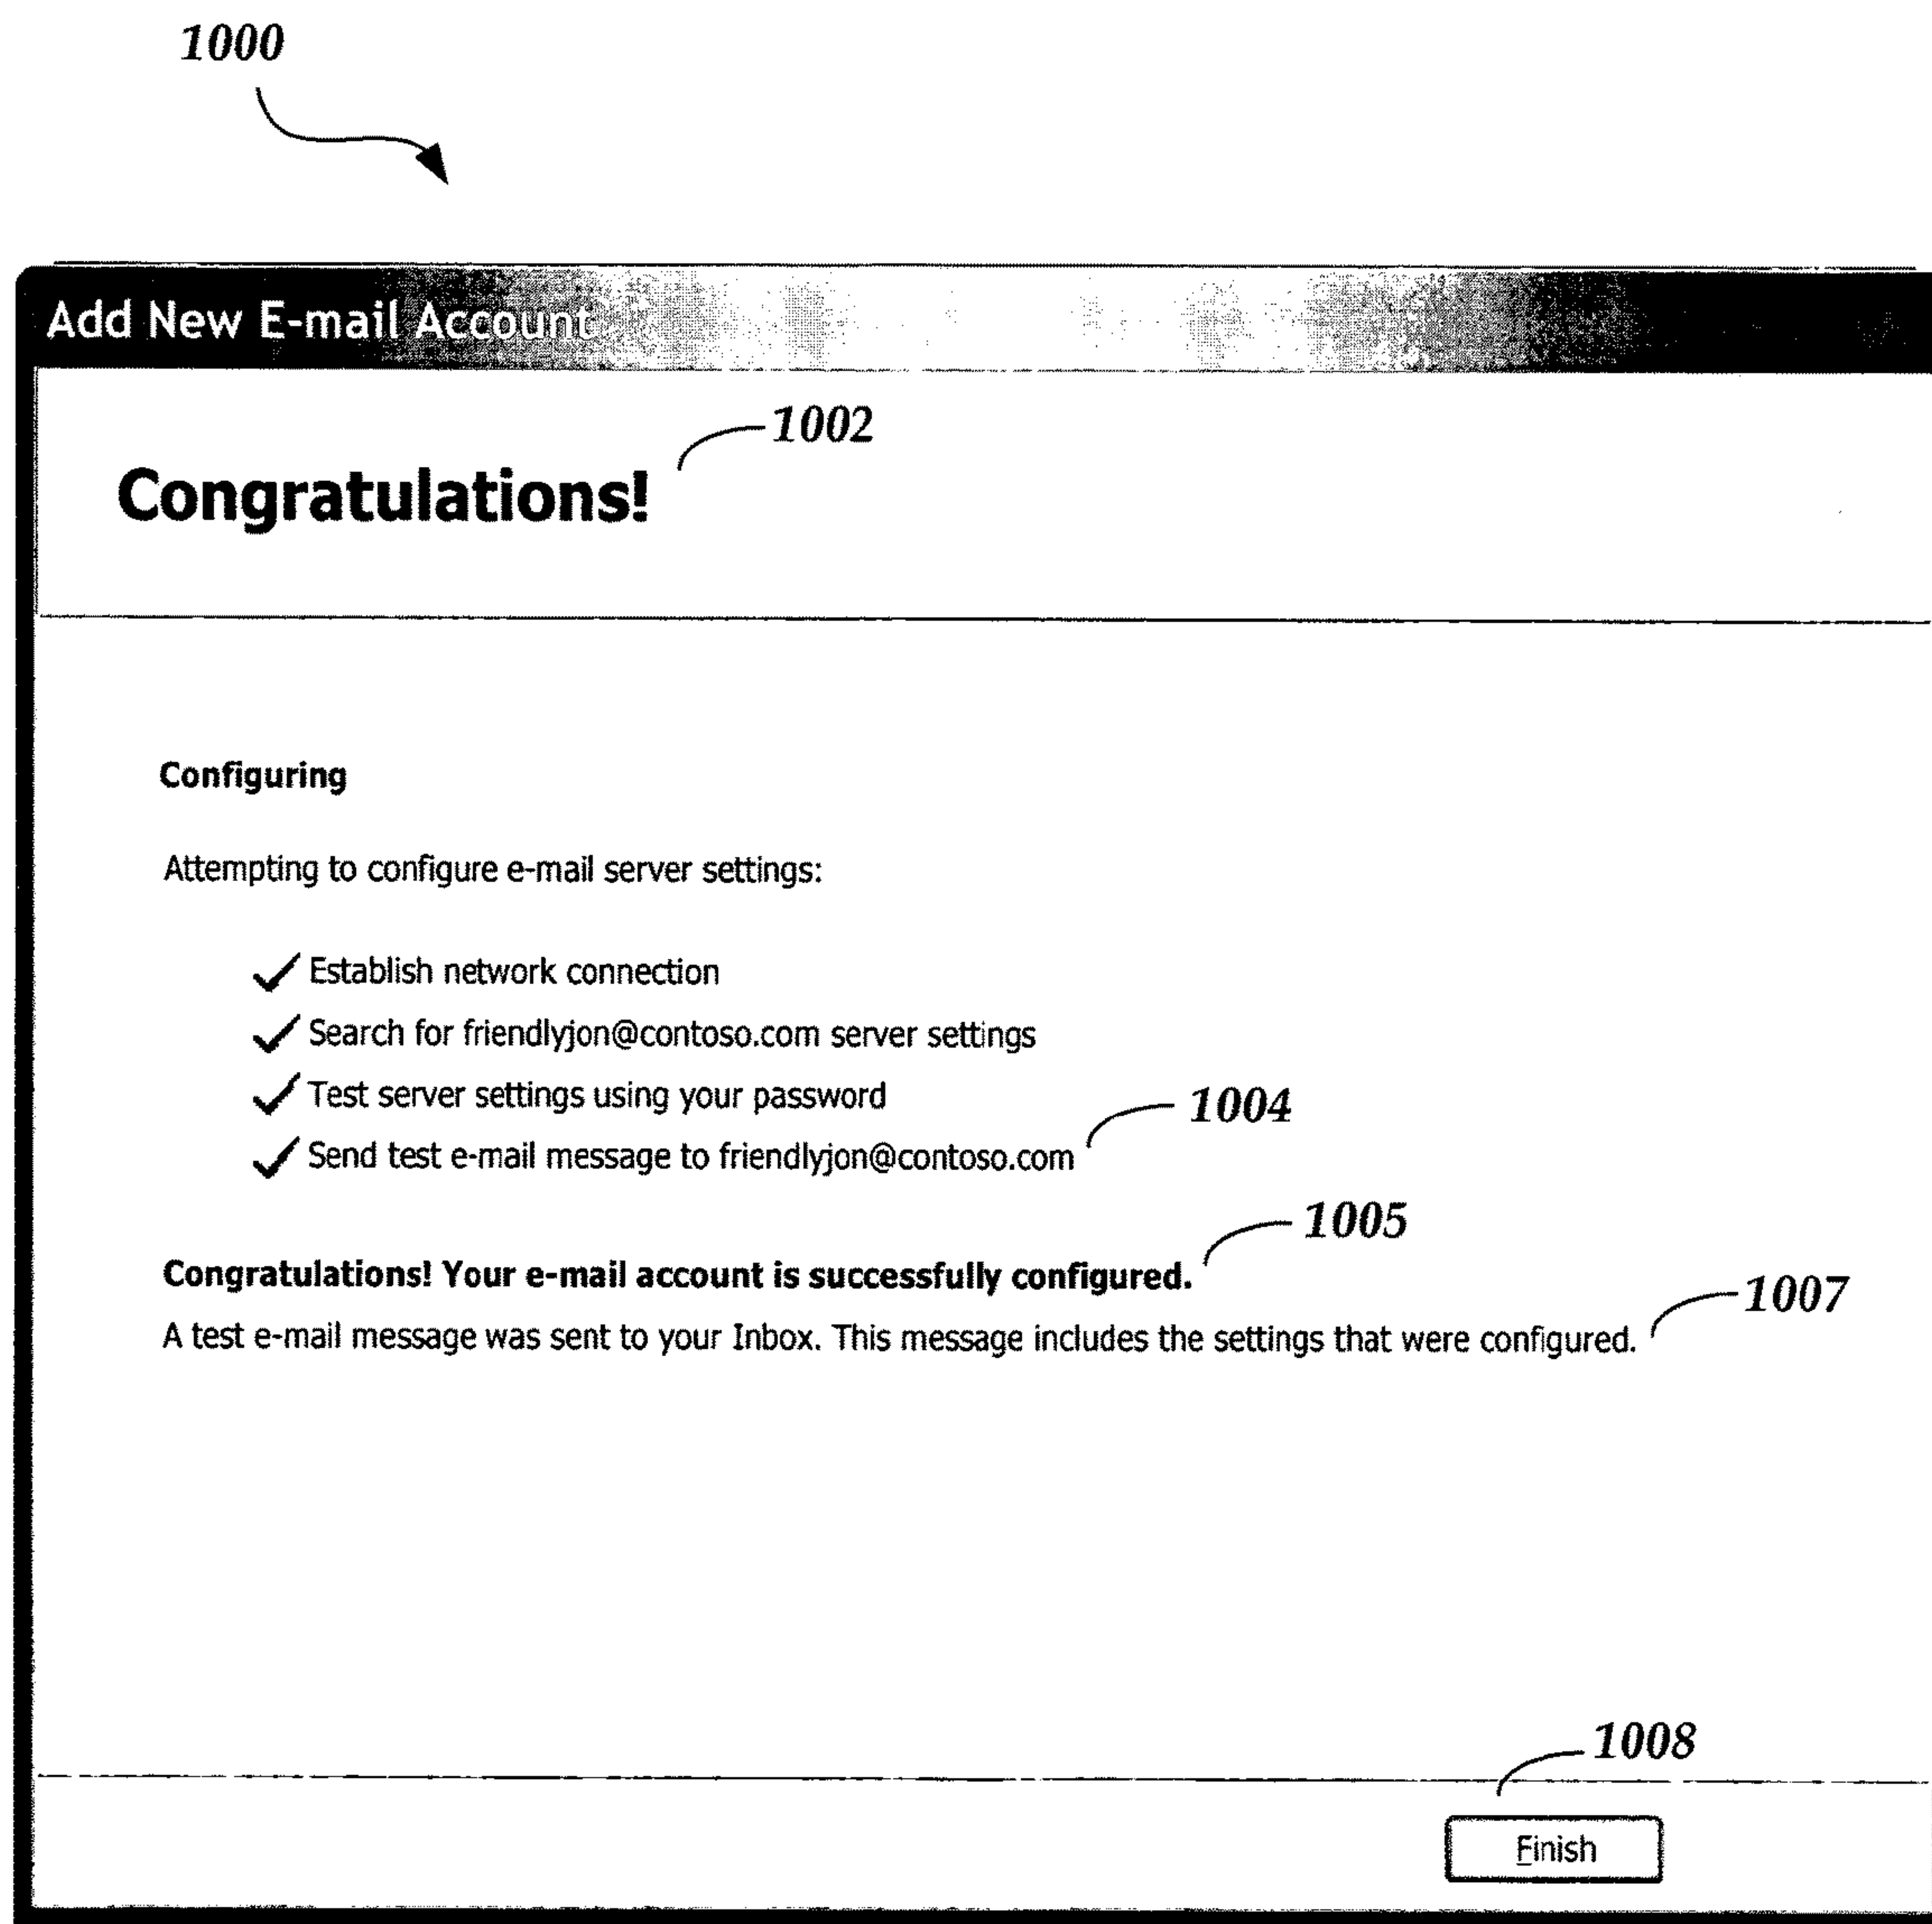 1000
Add New E-mail Account
1002
Congratulations!
Configuring
Attempting to configure e-mail server settings:
Establish network connection
Search for friendlyjon@contoso.com server settings
Test server settings using your password
1004
Send test e-mail message to friendlyjon@contoso.com
1005
Congratulations! Your e-mail account is successfully configured.
1007
A test e-mail message was sent to your Inbox. This message includes the settings that were configured.
1008
Finish